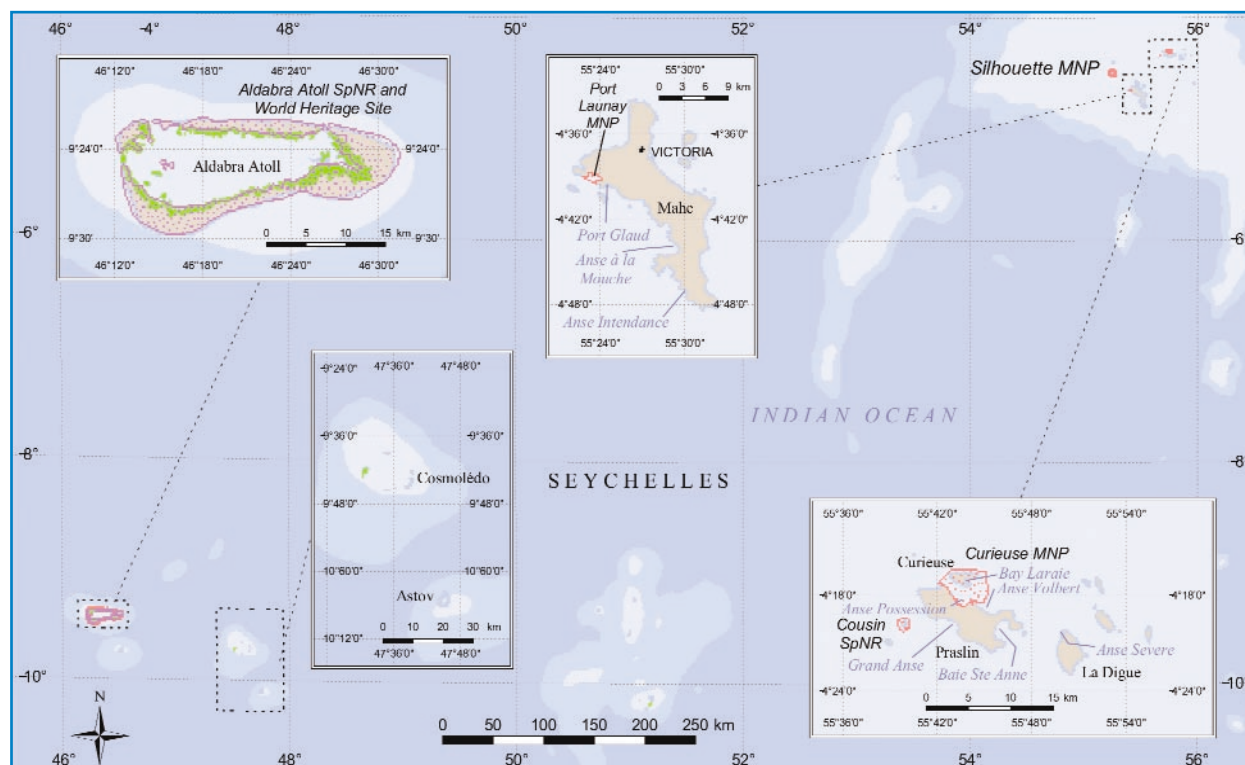 46° -4° 48° 50° 52° 54° 56°
46°12'0" 46°18'0" 46°24'0" 46°30'0"
Aldabra Atoll SpNR and
World Heritage Site
9°24'0" 9°24'0"
Aldabra Atoll
9°30' 9°30'
0 5 10 15 km
46°12'0" 46°18'0" 46°24'0" 46°30'0"
-6°
55°24'0" 55°30'0"
0 3 6 9 km
Port
Launay
MNP
-4°36'0" -4°36'0"
VICTORIA
Mahe
-4°42'0" -4°42'0"
Port Glaud
Anse à la
Mouche
-4°48'0" -4°48'0"
Anse Intendance
55°24'0" 55°30'0"
Silhouette MNP
-6
INDIAN OCEAN
47°36'0" 47°48'0"
-9°24'0" -9°24'0"
-9°36'0" -9°36'0"
Cosmolédo
-9°48'0" -9°48'0"
10°60'0" 10°60'0"
Astov
0 10 20 30 km
10°12'0" 10°12'0"
47°36'0" 47°48'0"
-8° -8
SEYCHELLES
55°36'0" 55°42'0" 55°48'0" 55°54'0"
Curieuse MNP
Curieuse
Bay Laraie
Anse Volbert
-4°18'0" -4°18'0"
Anse Possession
Cousin
SpNR
Anse Severe
Grand Anse
Praslin
Baie Ste Anne
La Digue
-4°24'0" -4°24'0"
0 5 10 15 km
55°36'0" 55°42'0" 55°48'0" 55°54'0"
-10° -10
N
0 50 100 150 200 250 km
46° 48° 50° 52° 54° 56°